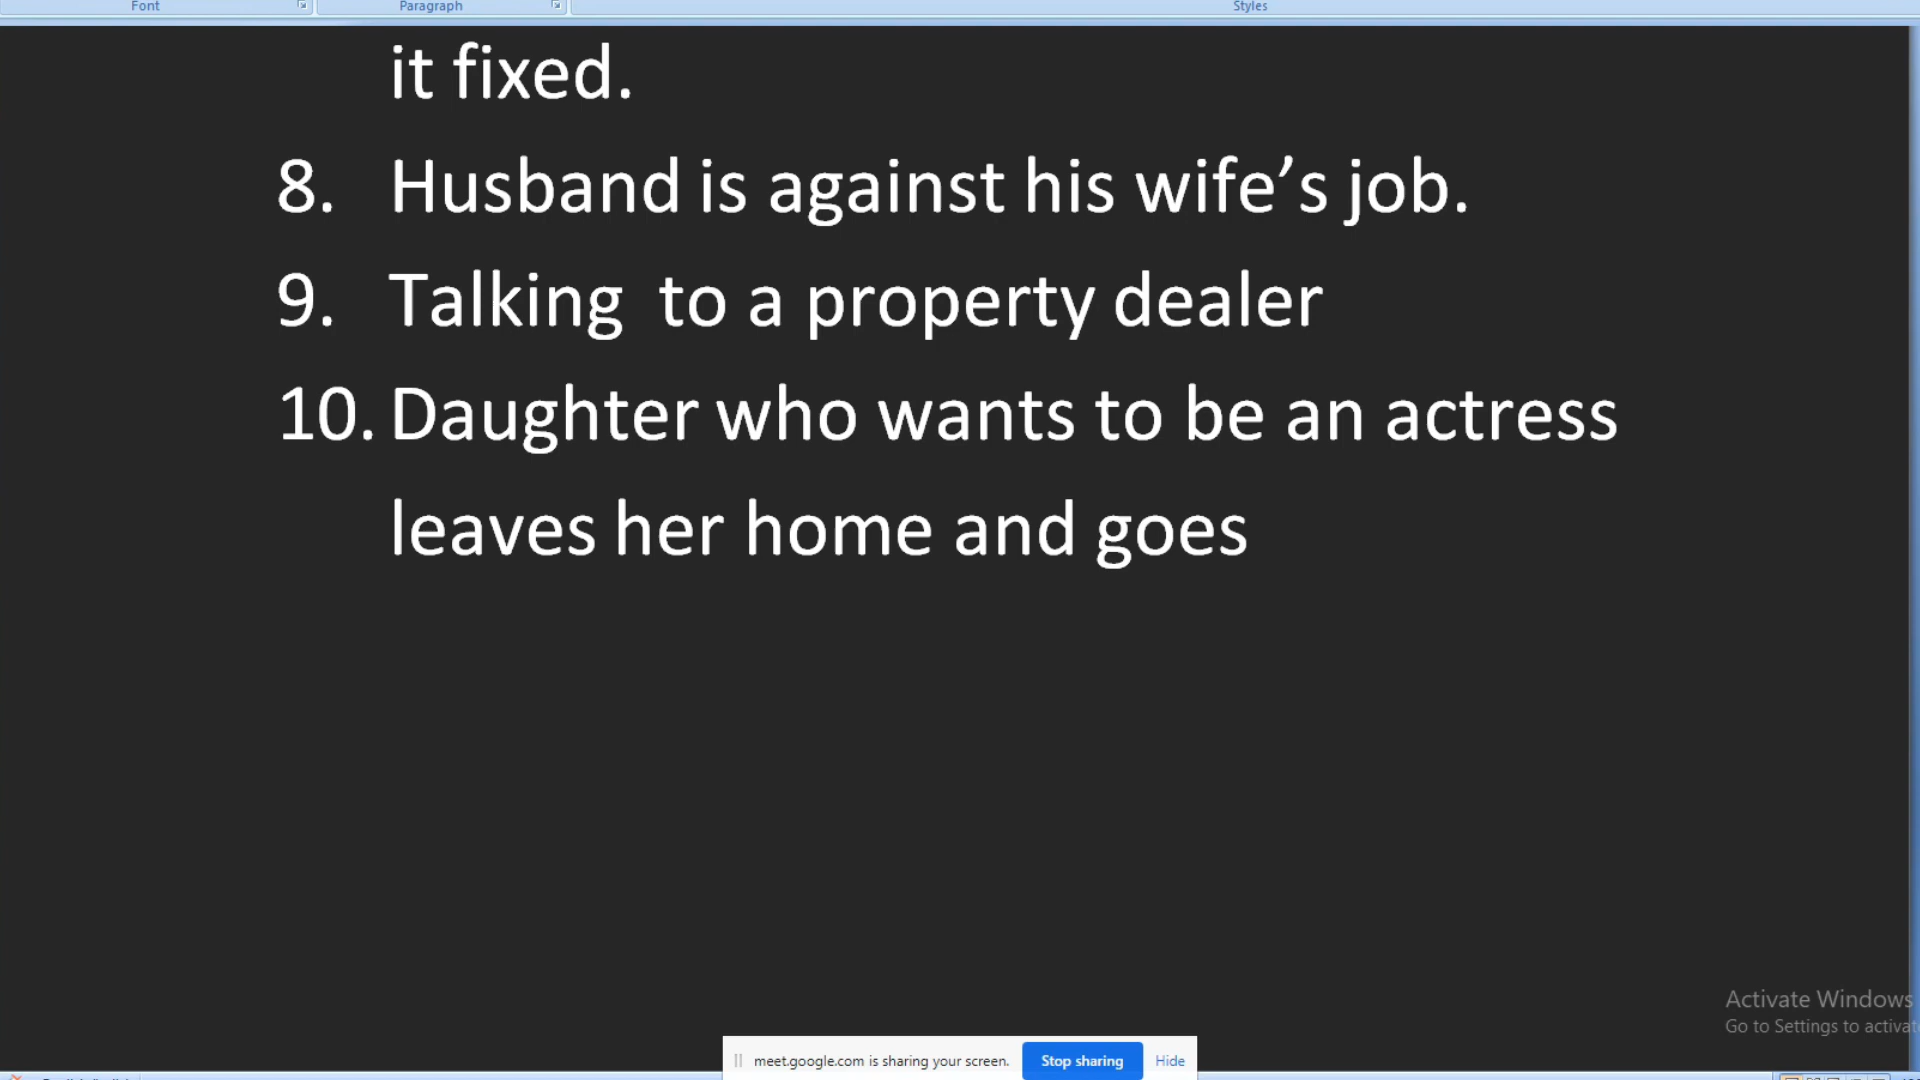 Font Paragraph Styles
it fixed.
8. Husband is against his wife’s job.
9. Talking  to a property dealer
10. Daughter who wants to be an actress
leaves her home and goes
Activate Windows
Go to Settings to activat
meet.google.com is sharing your screen. Stop sharing Hide